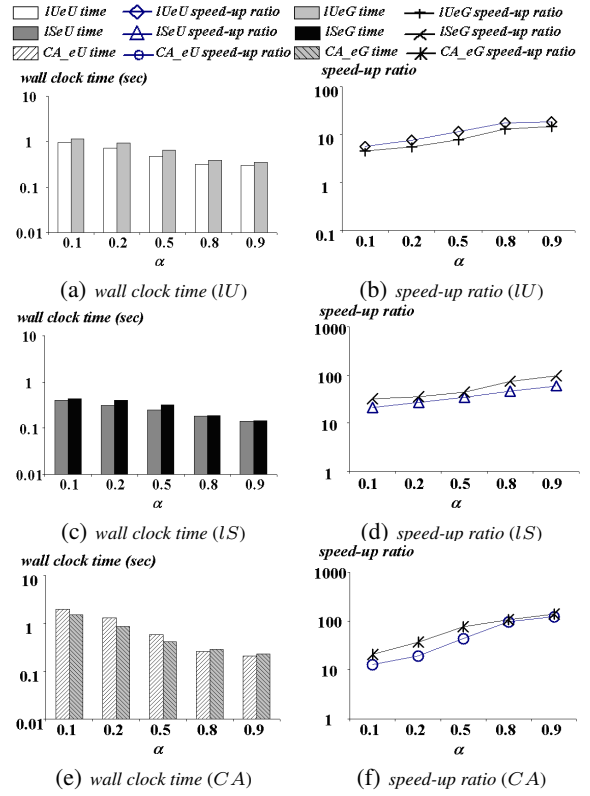 lUeU time lUeU speed-up ratio lUeG time lUeG speed-up ratio
lSeU time lSeU speed-up ratio lSeG time lSeG speed-up ratio
CA_eU time CA_eU speed-up ratio CA_eG time CA_eG speed-up ratio
wall clock time (sec)
10
1
0.1
0.01
0.1 0.2 0.5 0.8 0.9
α
(a) wall clock time (lU)
speed-up ratio
100
10
1
0.1
0.1 0.2 0.5 0.8 0.9
α
(b) speed-up ratio (lU)
wall clock time (sec)
10
1
0.1
0.01
0.1 0.2 0.5 0.8 0.9
α
(c) wall clock time (lS)
speed-up ratio
1000
100
10
1
0.1 0.2 0.5 0.8 0.9
α
(d) speed-up ratio (lS)
wall clock time (sec)
10
1
0.1
0.01
0.1 0.2 0.5 0.8 0.9
α
(e) wall clock time (CA)
speed-up ratio
1000
100
10
1
0.1 0.2 0.5 0.8 0.9
α
(f) speed-up ratio (CA)